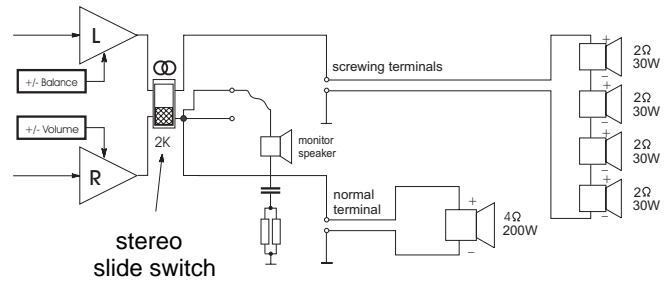 L
+/- Balance
+/- Volume
R
2K
stereo
slide switch
monitor
speaker
screwing terminals
normal
terminal
+
4Ω
200W
−
+
2Ω
30W
−
+
2Ω
30W
−
+
2Ω
30W
−
+
2Ω
30W
−